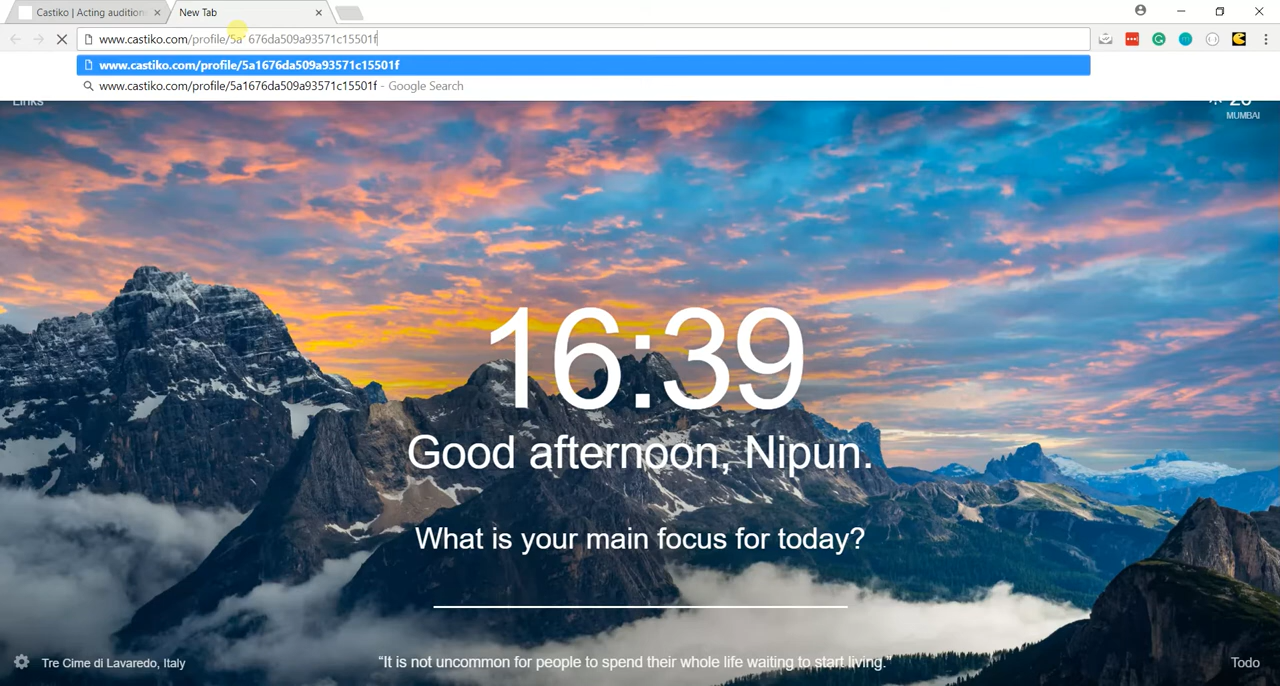 Castiko | Acting audition
New Tab
www.castiko.com/profile/5a1676da509a93571c15501f
www.castiko.com/profile/5a1676da509a93571c15501f
www.castiko.com/profile/5a1676da509a93571c15501f - Google Search
Links
MUMBAI
16:39
Good afternoon, Nipun.
What is your main focus for today?
Tre Cime di Lavaredo, Italy
“It is not uncommon for people to spend their whole life waiting to start living.”
Todo